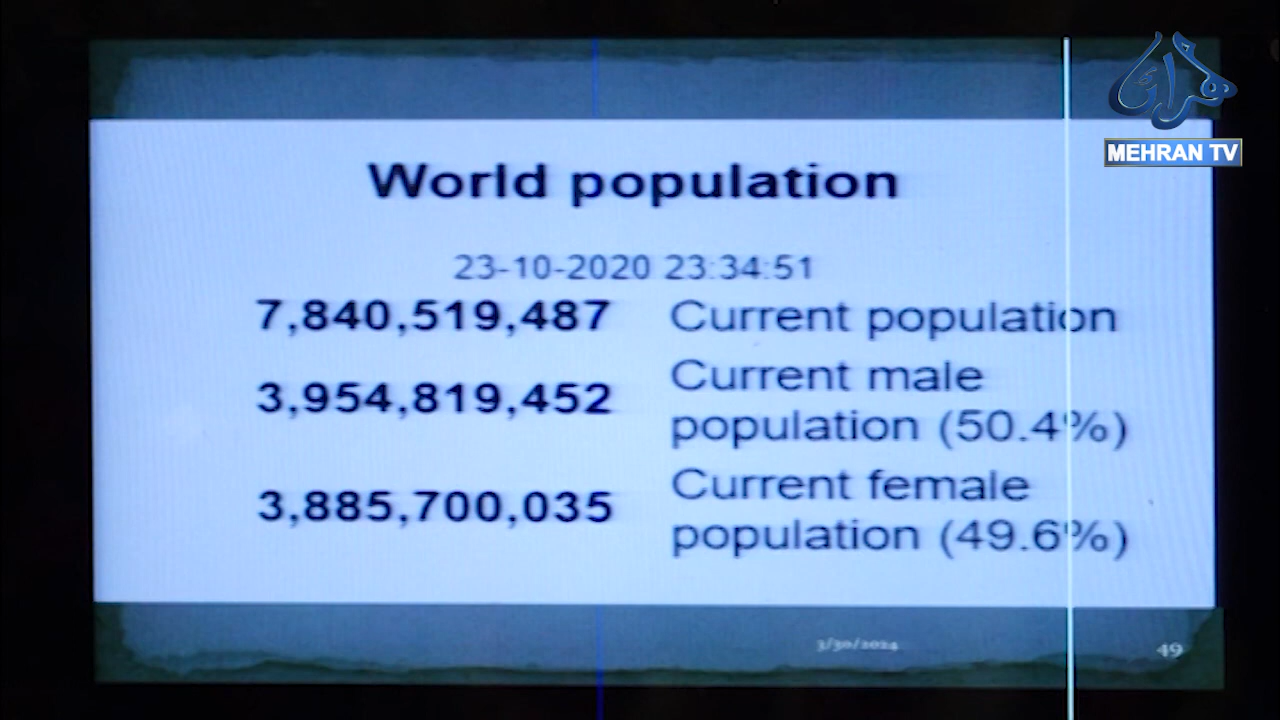 مهران
MEHRAN TV
World population
23-10-2020 23:34:51
7,840,519,487 Current population
3,954,819,452 Current male
population (50.4%)
3,885,700,035 Current female
population (49.6%)
3/30/2024
49